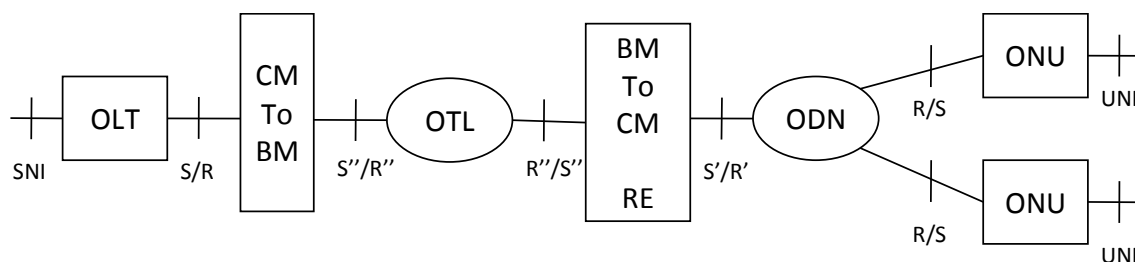 SNI
OLT
S/R
CM
To
BM
S''/R''
OTL
R''/S''
BM
To
CM
RE
S'/R'
ODN
R/S
ONU
UNI
R/S
ONU
UNI